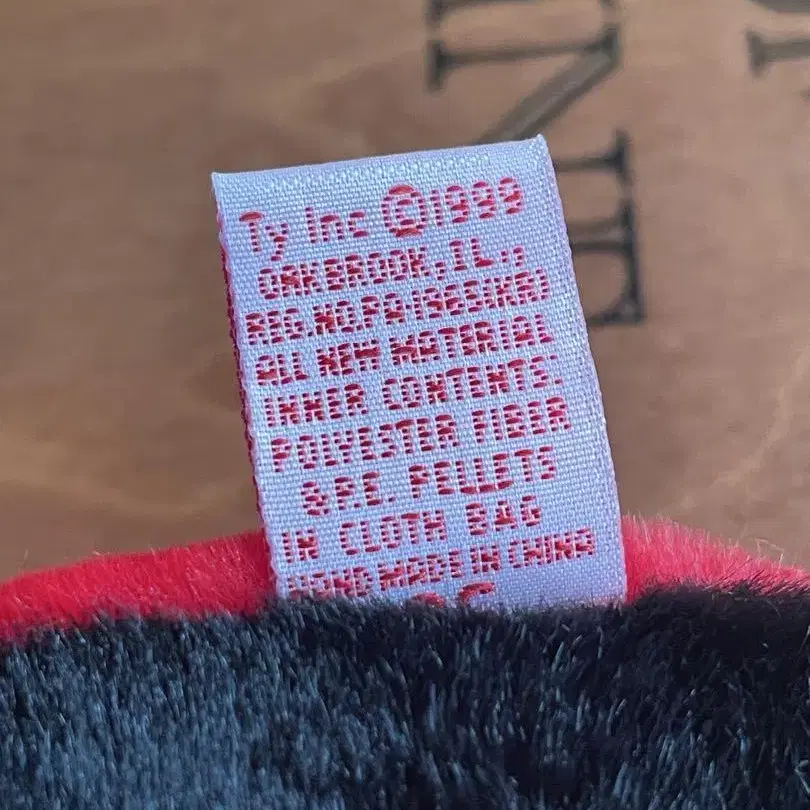 Ty Inc ©1999
OAKBROOK, IL.,
REG.NO.PA-1965(KR)
ALL NEW MATERIAL
INNER CONTENTS:
POLYESTER FIBER
&P.E. PELLETS
IN CLOTH BAG
HAND MADE IN CHINA